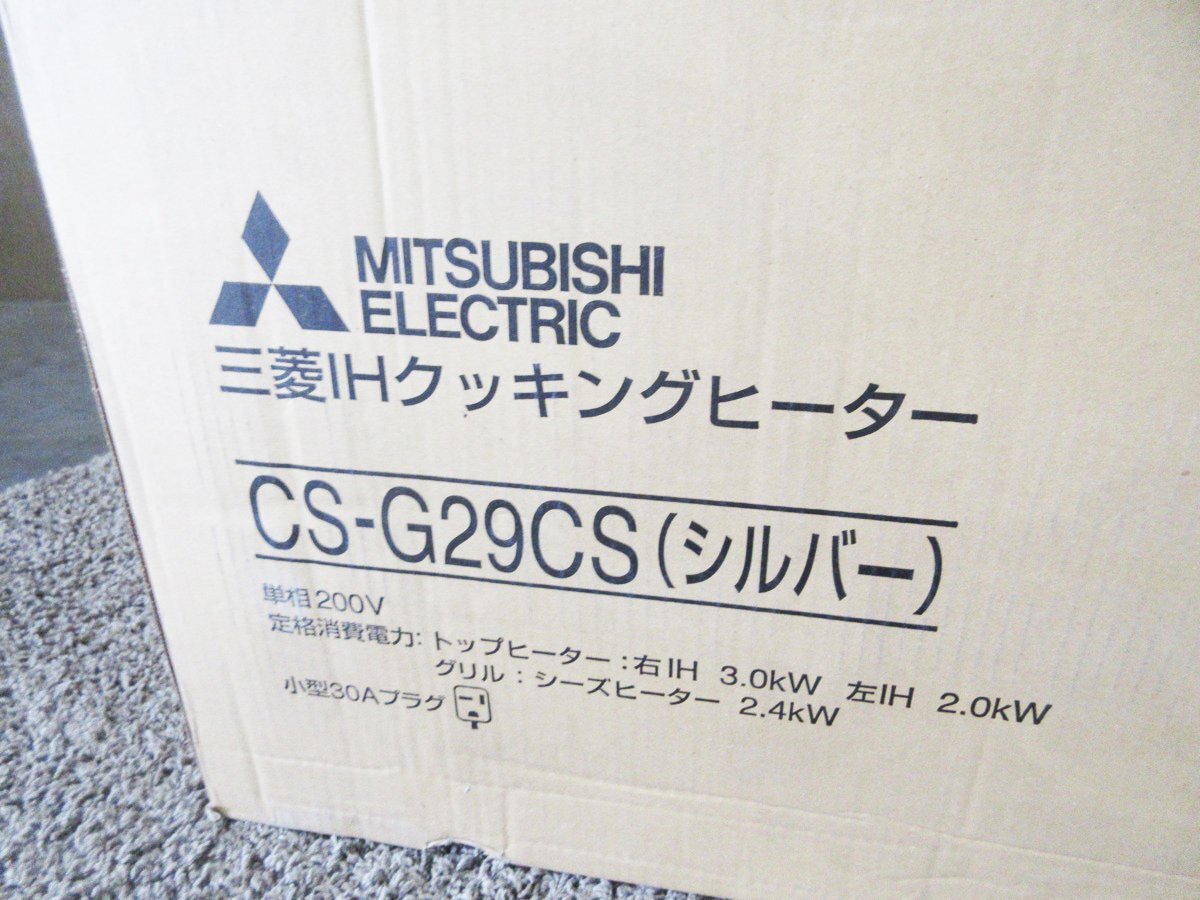 MITSUBISHI
ELECTRIC
三菱IHクッキングヒーター
CS-G29CS(シルバー)
単相200V
定格消費電力:トップヒーター:右IH 3.0kW 左IH 2.0kW
グリル:シーズヒーター 2.4kW
小型30Aプラグ